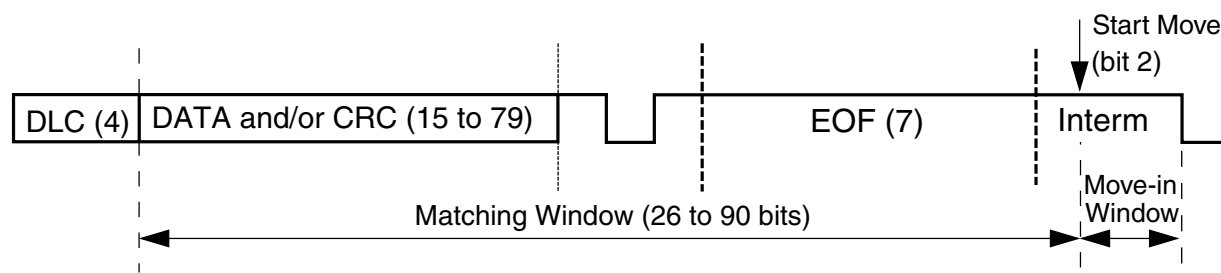 Start Move
(bit 2)
DLC (4)
DATA and/or CRC (15 to 79)
EOF (7)
Interm
Matching Window (26 to 90 bits)
Move-in
Window